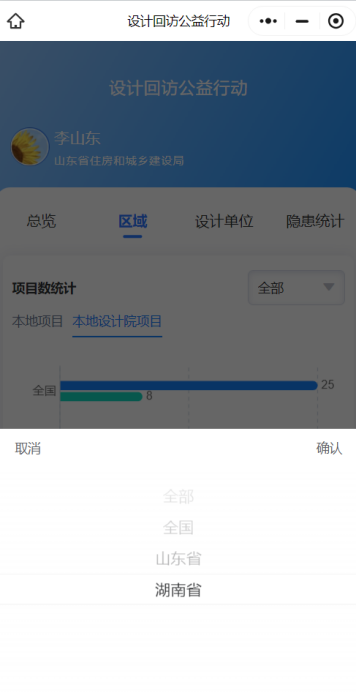 设计回访公益行动
设计回访公益行动
李山东
山东省住房和城乡建设局
总览 区域 设计单位 隐患统计
项目数统计 全部
本地项目 本地设计院项目
全国 25
8
取消 确认
全部
全国
山东省
湖南省